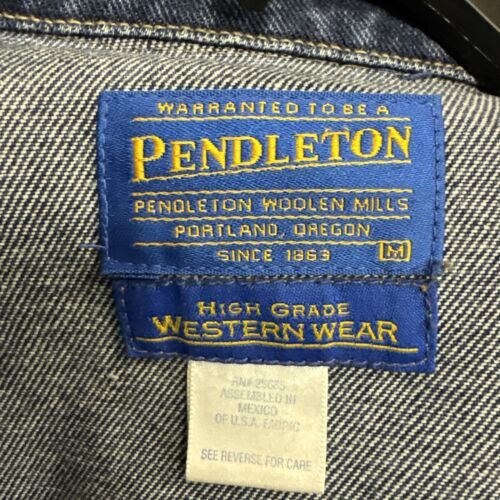 WARRANTED TO BE A
PENDLETON
PENDLETON WOOLEN MILLS
PORTLAND, OREGON
SINCE 1863 M
HIGH GRADE
WESTERN WEAR
RN#
ASSEMBLED IN
MEXICO
OF U.S.A. FABRIC
SEE REVERSE FOR CARE